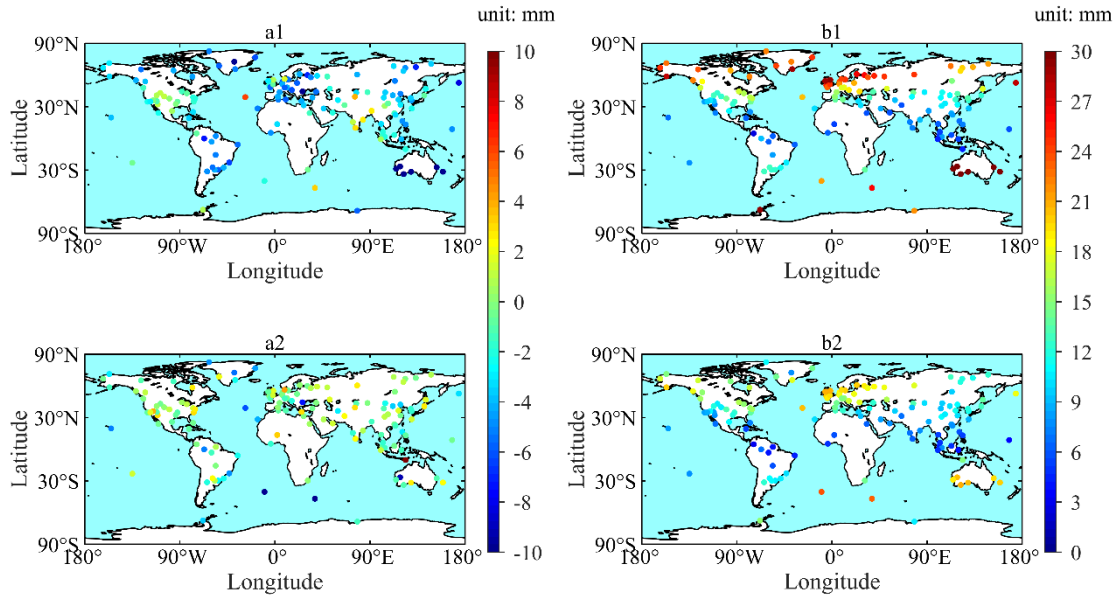 unit: mm
unit: mm
a1
b1
90°N
30°N
30°S
90°S
Latitude
180°
90°W
0°
90°E
180°
Longitude
90°N
30°N
30°S
90°S
Latitude
180°
90°W
0°
90°E
180°
Longitude
a2
b2
90°N
30°N
30°S
90°S
Latitude
180°
90°W
0°
90°E
180°
Longitude
90°N
30°N
30°S
90°S
Latitude
180°
90°W
0°
90°E
180°
Longitude
10
8
6
4
2
0
-2
-4
-6
-8
-10
30
27
24
21
18
15
12
9
6
3
0